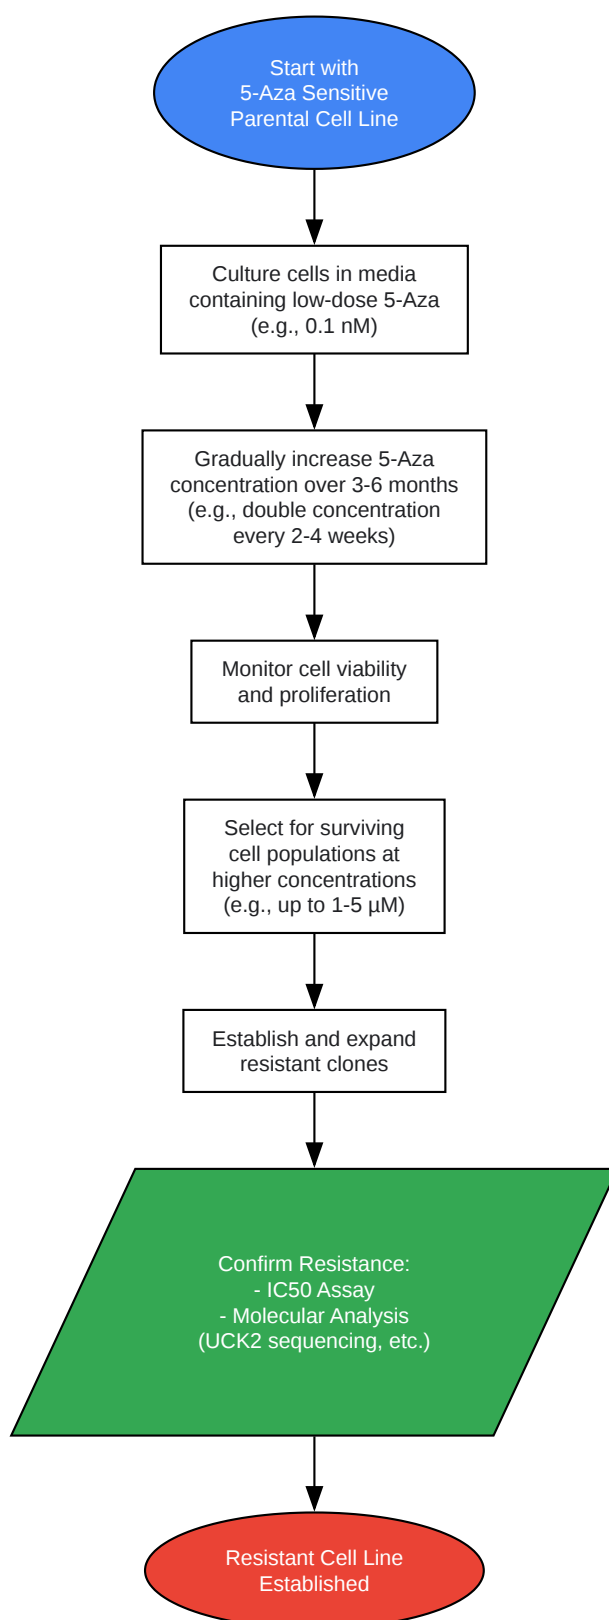 Start with
5-Aza Sensitive
Parental Cell Line
Culture cells in media
containing low-dose 5-Aza
(e.g., 0.1 nM)
Gradually increase 5-Aza
concentration over 3-6 months
(e.g., double concentration
every 2-4 weeks)
Monitor cell viability
and proliferation
Select for surviving
cell populations at
higher concentrations
(e.g., up to 1-5 µM)
Establish and expand
resistant clones
Confirm Resistance:
- IC50 Assay
- Molecular Analysis
(UCK2 sequencing, etc.)
Resistant Cell Line
Established